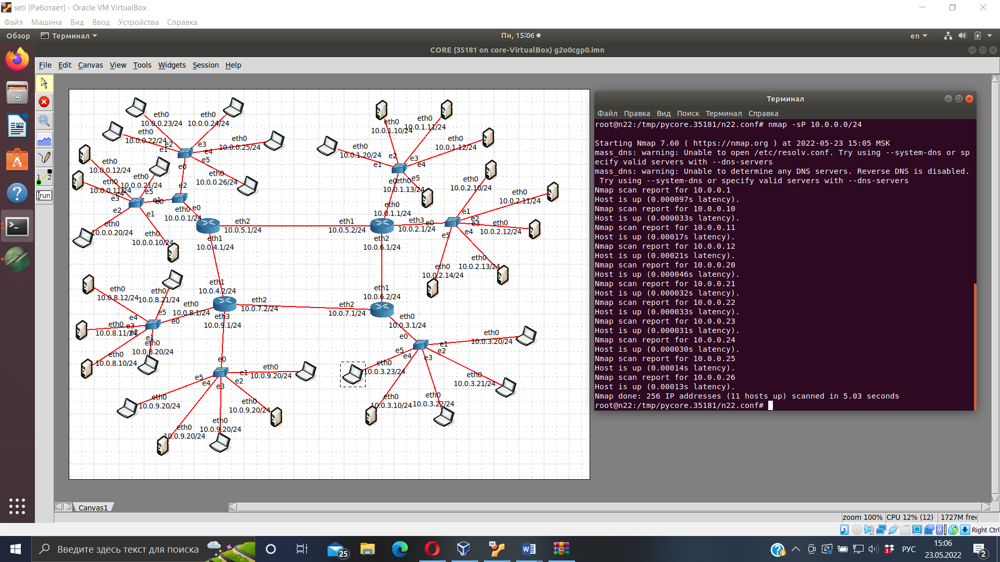 seti [Работает] - Oracle VM VirtualBox
Файл Машина Вид Ввод Устройства Справка
Обзор Терминал Пн, 15:06 en
CORE (35181 on core-VirtualBox) g2o0cgp0.imn
File Edit Canvas View Tools Widgets Session Help
1 2
run
eth0
10.0.0.23/24
eth0
10.0.0.24/24
eth0
10.0.0.22/24
e2
e1
e3
e4
e5
e0
eth0
10.0.0.25/24
eth0
10.0.0.26/24
eth0
10.0.0.12/24
eth0
10.0.0.11/24
eth0
10.0.0.21/24
e4
e3
e5
e1
e0
e2
e2
e1
eth0
10.0.0.20/24
eth0
10.0.0.10/24
eth0
10.0.0.1/24
e0
eth2
10.0.5.1/24
eth1
10.0.4.1/24
eth0
10.0.1.10/24
eth0
10.0.1.11/24
eth0
10.0.1.12/24
eth0
10.0.1.20/24
e2
e1
e3
e4
e0
e5
eth0
10.0.1.13/24
eth0
10.0.1.1/24
eth1
10.0.5.2/24
eth3
10.0.2.1/24
eth2
10.0.6.1/24
eth0
10.0.2.10/24
eth0
10.0.2.11/24
e0
e1
e2
e3
e4
e5
eth0
10.0.2.12/24
eth0
10.0.2.13/24
eth0
10.0.2.14/24
eth1
10.0.4.2/24
eth2
10.0.7.2/24
eth0
10.0.8.1/24
eth3
10.0.9.1/24
eth0
10.0.8.12/24
eth0
10.0.8.21/24
e4
e5
e3
e2
e1
e0
eth0
10.0.8.11/24
eth0
10.0.8.20/24
eth0
10.0.8.10/24
eth1
10.0.6.2/24
eth2
10.0.7.1/24
eth0
10.0.3.1/24
e0
e1
e2
e3
e4
e5
eth0
10.0.3.20/24
eth0
10.0.3.23/24
eth0
10.0.3.21/24
eth0
10.0.3.10/24
eth0
10.0.3.22/24
e0
e1
e2
e3
e4
e5
eth0
10.0.9.20/24
eth0
10.0.9.20/24
eth0
10.0.9.20/24
eth0
10.0.9.20/24
eth0
10.0.9.20/24
Терминал
Файл Правка Вид Поиск Терминал Справка
root@n22:/tmp/pycore.35181/n22.conf# nmap -sP 10.0.0.0/24
Starting Nmap 7.60 ( https://nmap.org ) at 2022-05-23 15:05 MSK
mass_dns: warning: Unable to open /etc/resolv.conf. Try using --system-dns or sp
ecify valid servers with --dns-servers
mass_dns: warning: Unable to determine any DNS servers. Reverse DNS is disabled.
Try using --system-dns or specify valid servers with --dns-servers
Nmap scan report for 10.0.0.1
Host is up (0.000097s latency).
Nmap scan report for 10.0.0.10
Host is up (0.000033s latency).
Nmap scan report for 10.0.0.11
Host is up (0.00017s latency).
Nmap scan report for 10.0.0.12
Host is up (0.00021s latency).
Nmap scan report for 10.0.0.20
Host is up (0.000046s latency).
Nmap scan report for 10.0.0.21
Host is up (0.000032s latency).
Nmap scan report for 10.0.0.22
Host is up (0.000033s latency).
Nmap scan report for 10.0.0.23
Host is up (0.000031s latency).
Nmap scan report for 10.0.0.24
Host is up (0.000030s latency).
Nmap scan report for 10.0.0.25
Host is up (0.00014s latency).
Nmap scan report for 10.0.0.26
Host is up (0.00013s latency).
Nmap done: 256 IP addresses (11 hosts up) scanned in 5.03 seconds
root@n22:/tmp/pycore.35181/n22.conf#
Canvas1
zoom 100% CPU 12% (12) 1727M free
Right Ctrl
Введите здесь текст для поиска
25
64
3
РУС
15:06
23.05.2022
2